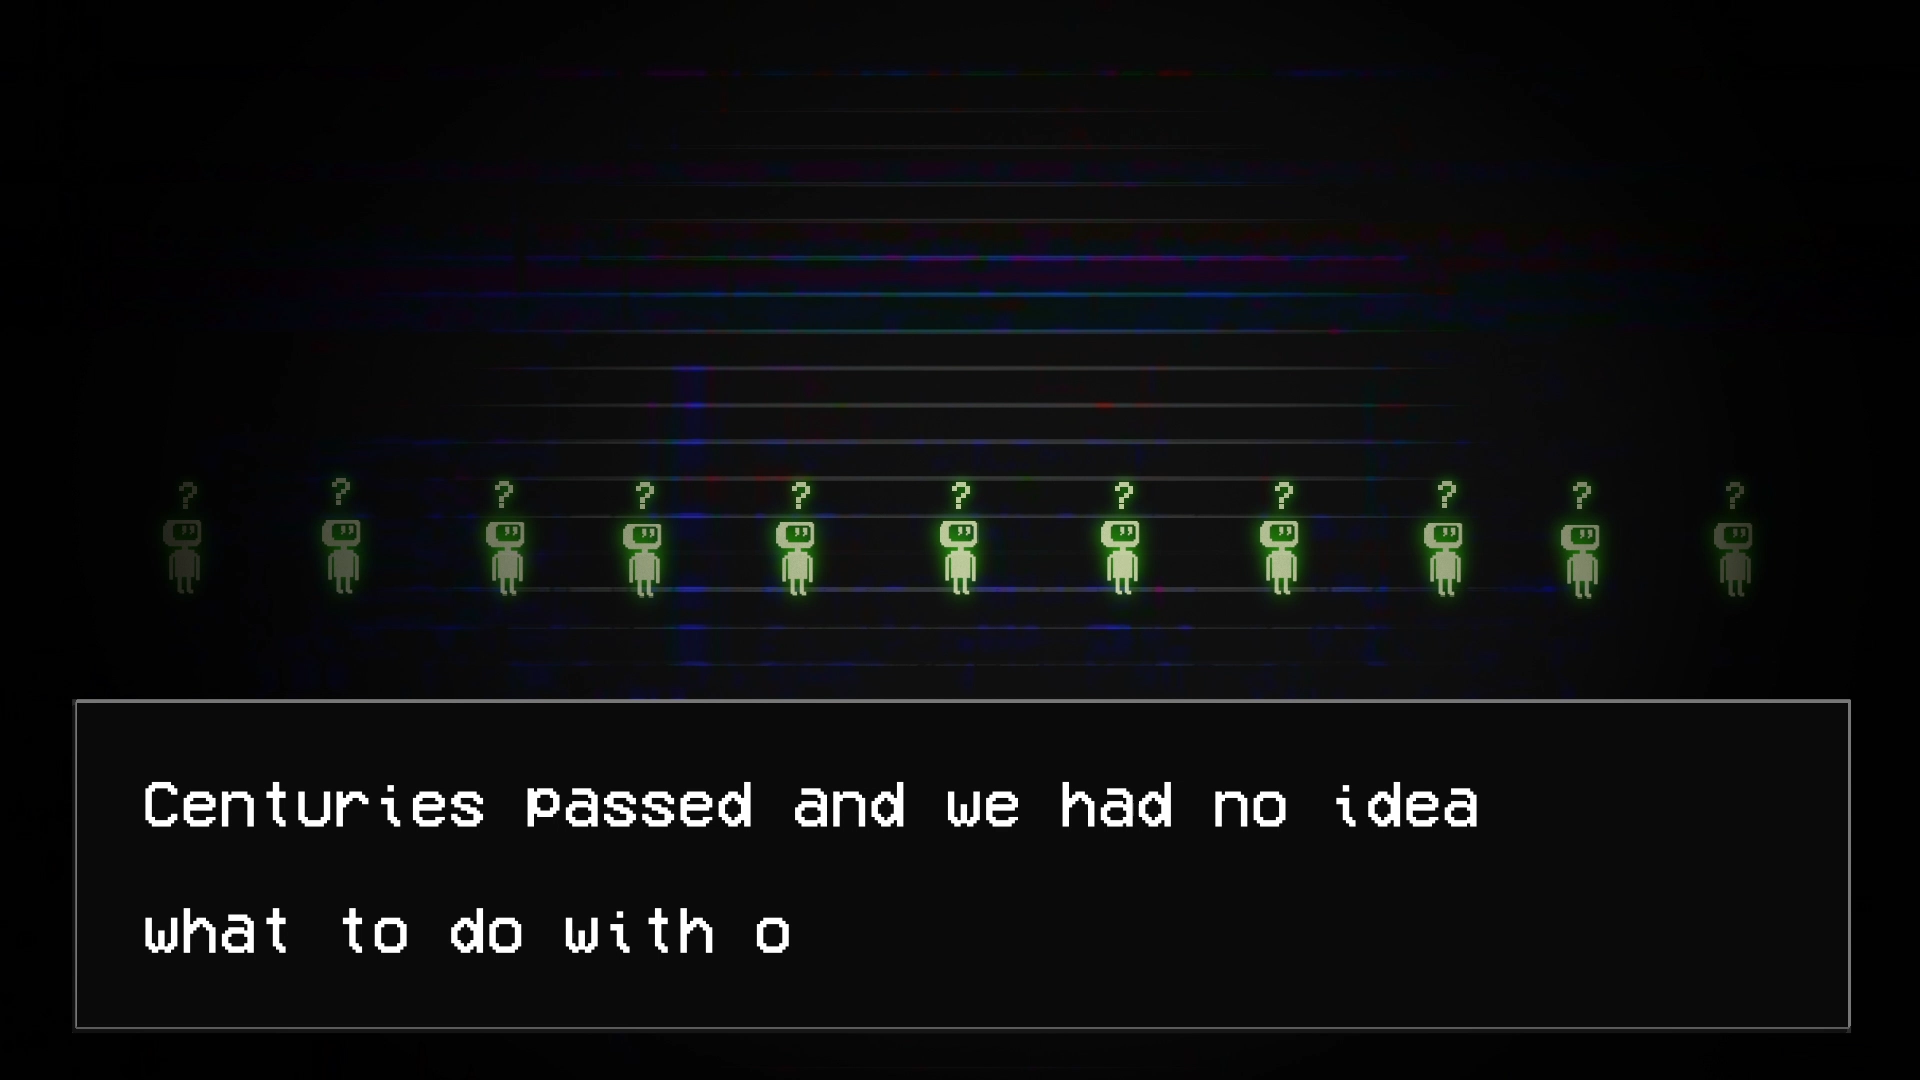 ? ? ? ? ? ? ? ? ? ? ?
Centuries passed and we had no idea
what to do with o